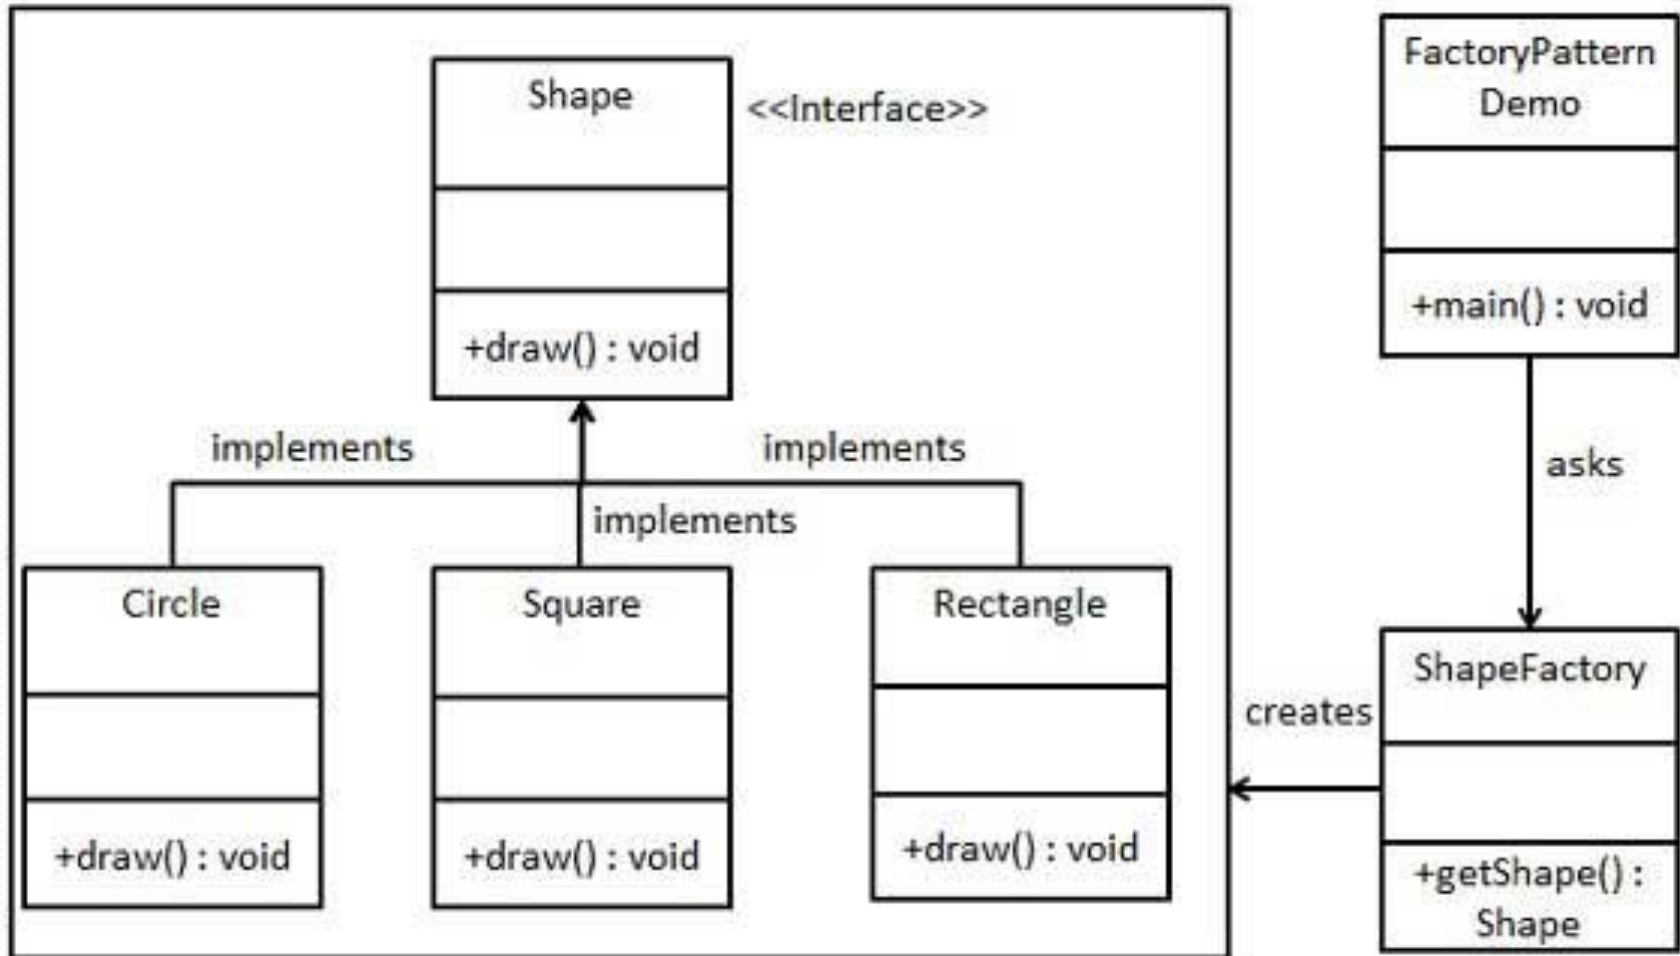 Shape
<<Interface>>
+draw() : void
implements
implements
implements
Circle
+draw() : void
Square
+draw() : void
Rectangle
+draw() : void
FactoryPattern
Demo
+main() : void
asks
creates
ShapeFactory
+getShape() :
Shape